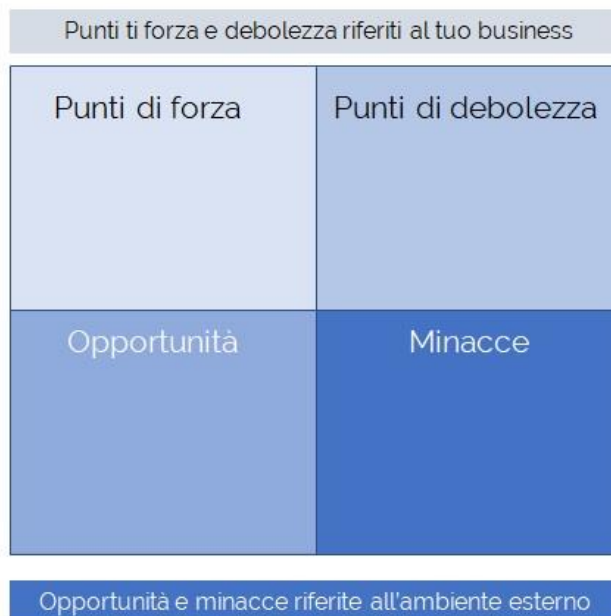 Punti ti forza e debolezza riferiti al tuo business
Punti di forza
Punti di debolezza
Opportunità
Minacce
Opportunità e minacce riferite all'ambiente esterno